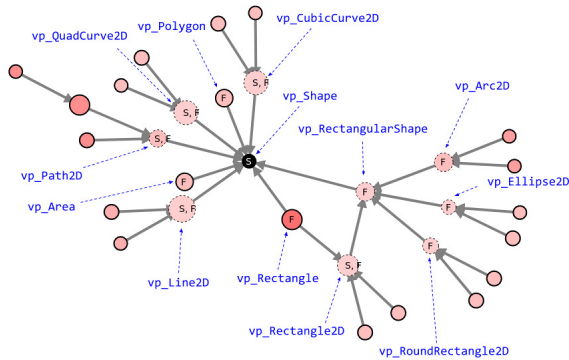 vp_Polygon vp_CubicCurve2D
vp_QuadCurve2D
S, F
F
vp_Shape
S, F
vp_Arc2D
vp_RectangularShape
S, F
S
F
vp_Path2D
vp_Ellipse2D
F
F
vp_Area
S, F
F
F
F
vp_Line2D
vp_Rectangle
S, F
vp_Rectangle2D
vp_RoundRectangle2D